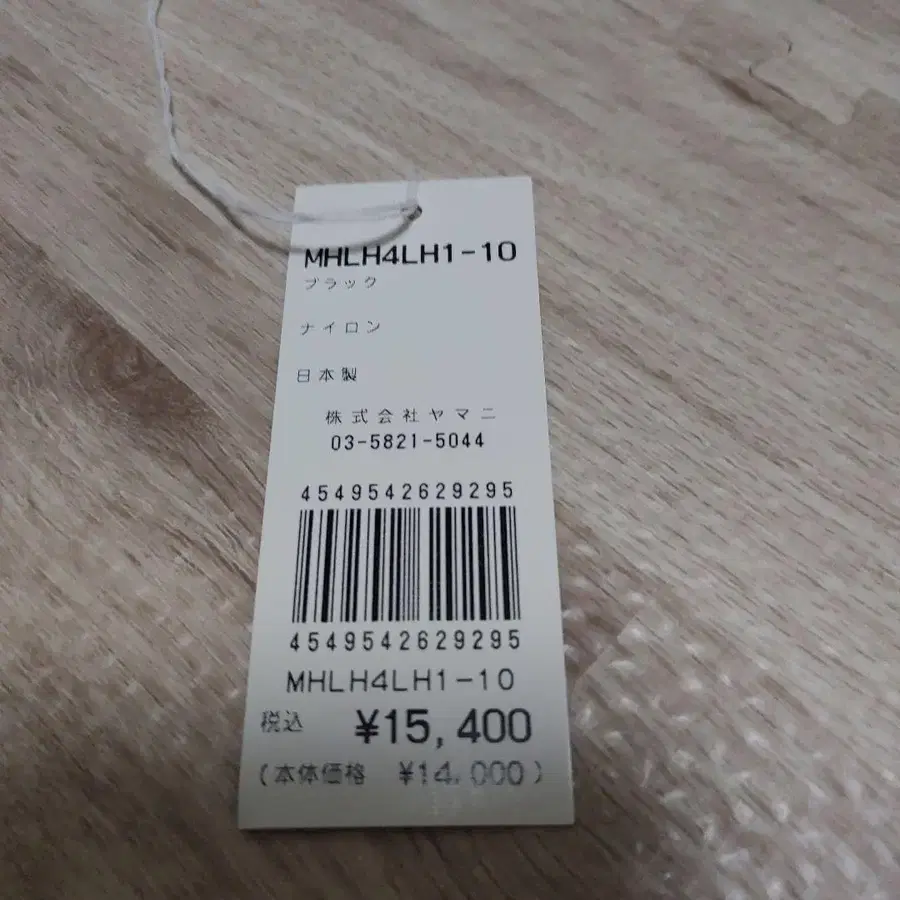 MHLH4LH1-10
ブラック
ナイロン
日本製
株式会社ヤマニ
03-5821-5044
4549542629295
4549542629295
MHLH4LH1-10
税込 ¥15,400
(本体価格 ¥14,000)